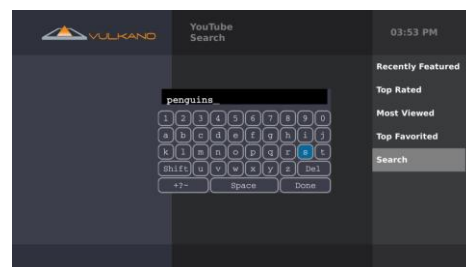 VULKANO
YouTube
Search
03:53 PM
Recently Featured
Top Rated
Most Viewed
Top Favorited
Search
penguins_
1 2 3 4 5 6 7 8 9 0
a b c d e f g h i j
k l m n o p q r s t
Shift u v w x y z Del
+?- Space Done